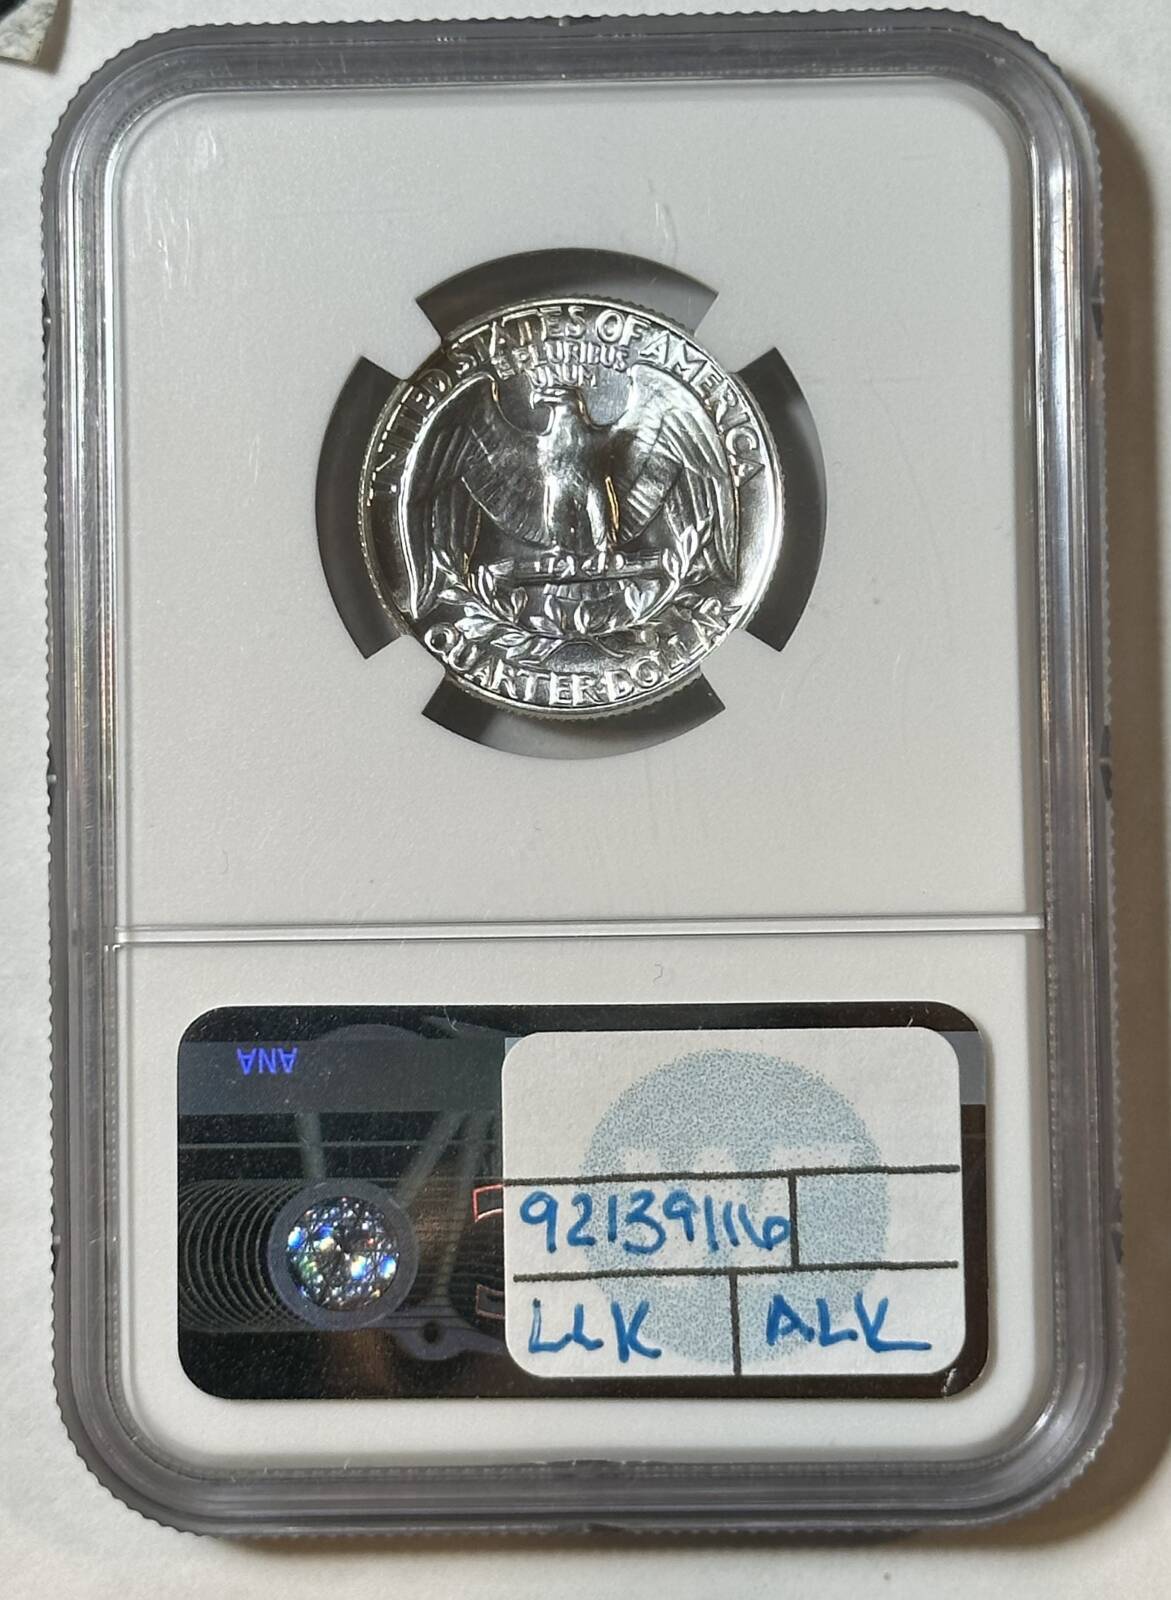 UNITED STATES OF AMERICA
E PLURIBUS
UNUM
QUARTER DOLLAR
ANA
92139116
LLK
ALK